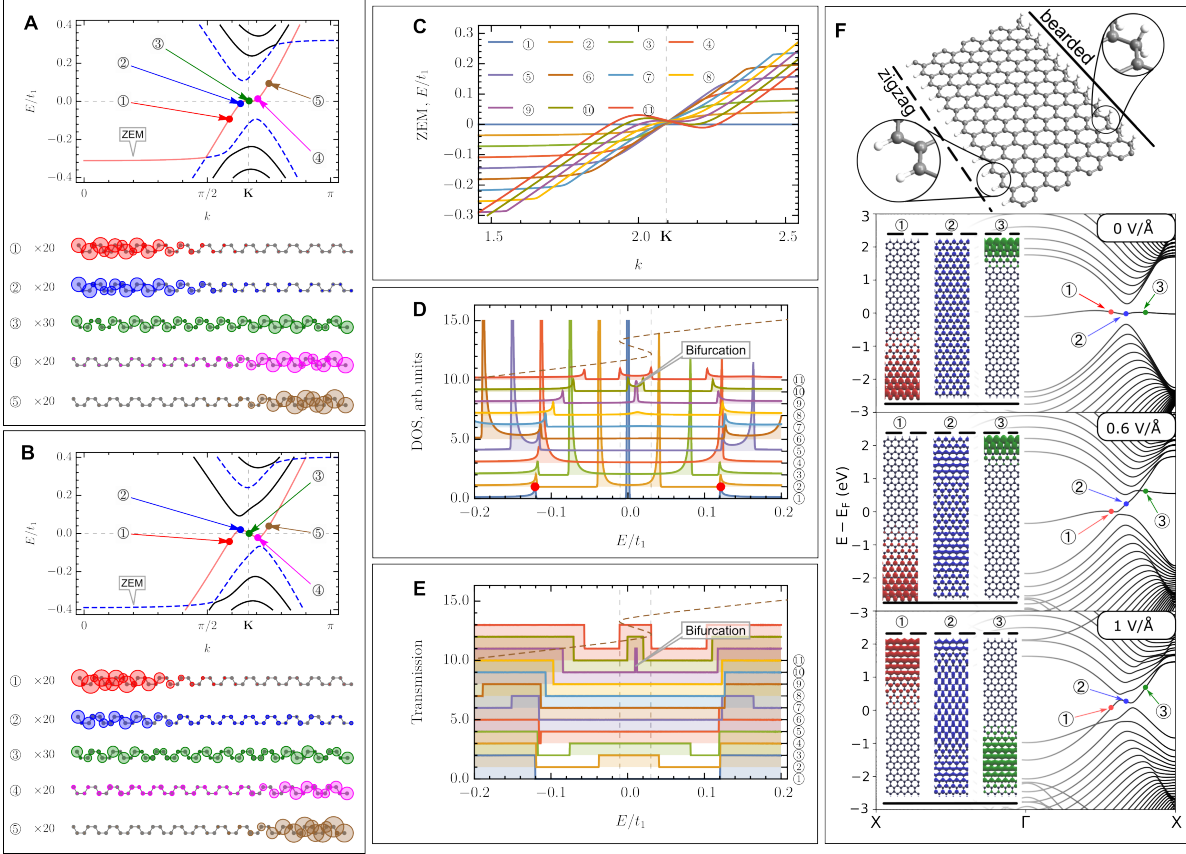 A
E/t₁
0.4
0.2
0.0
−0.2
−0.4
③
②
①
⑤
④
ZEM
0
π/2
K
π
k
① ×20
② ×20
③ ×30
④ ×20
⑤ ×20
B
E/t₁
0.4
0.2
0.0
−0.2
−0.4
②
③
①
⑤
④
ZEM
0
π/2
K
π
k
① ×20
② ×20
③ ×30
④ ×20
⑤ ×20
C
ZEM, E/t₁
0.3
0.2
0.1
0
−0.1
−0.2
−0.3
① ② ③ ④
⑤ ⑥ ⑦ ⑧
⑨ ⑩ ⑪
1.5
2.0
K
2.5
k
D
DOS, arb.units
15.0
10.0
5.0
0.0
Bifurcation
⑪
⑩
⑨
⑧
⑦
⑥
⑤
④
③
②
①
−0.2
−0.1
0.0
0.1
0.2
E/t₁
E
Transmission
15.0
10.0
5.0
0.0
Bifurcation
⑪
⑩
⑨
⑧
⑦
⑥
⑤
④
③
②
①
−0.2
−0.1
0.0
0.1
0.2
E/t₁
F
bearded
zigzag
E − E_F (eV)
3
2
1
0
−1
−2
−3
① ② ③
0 V/Å
①
③
②
2
1
0
−1
−2
−3
① ② ③
0.6 V/Å
②
①
③
2
1
0
−1
−2
−3
① ② ③
1 V/Å
②
①
③
X
Γ
X